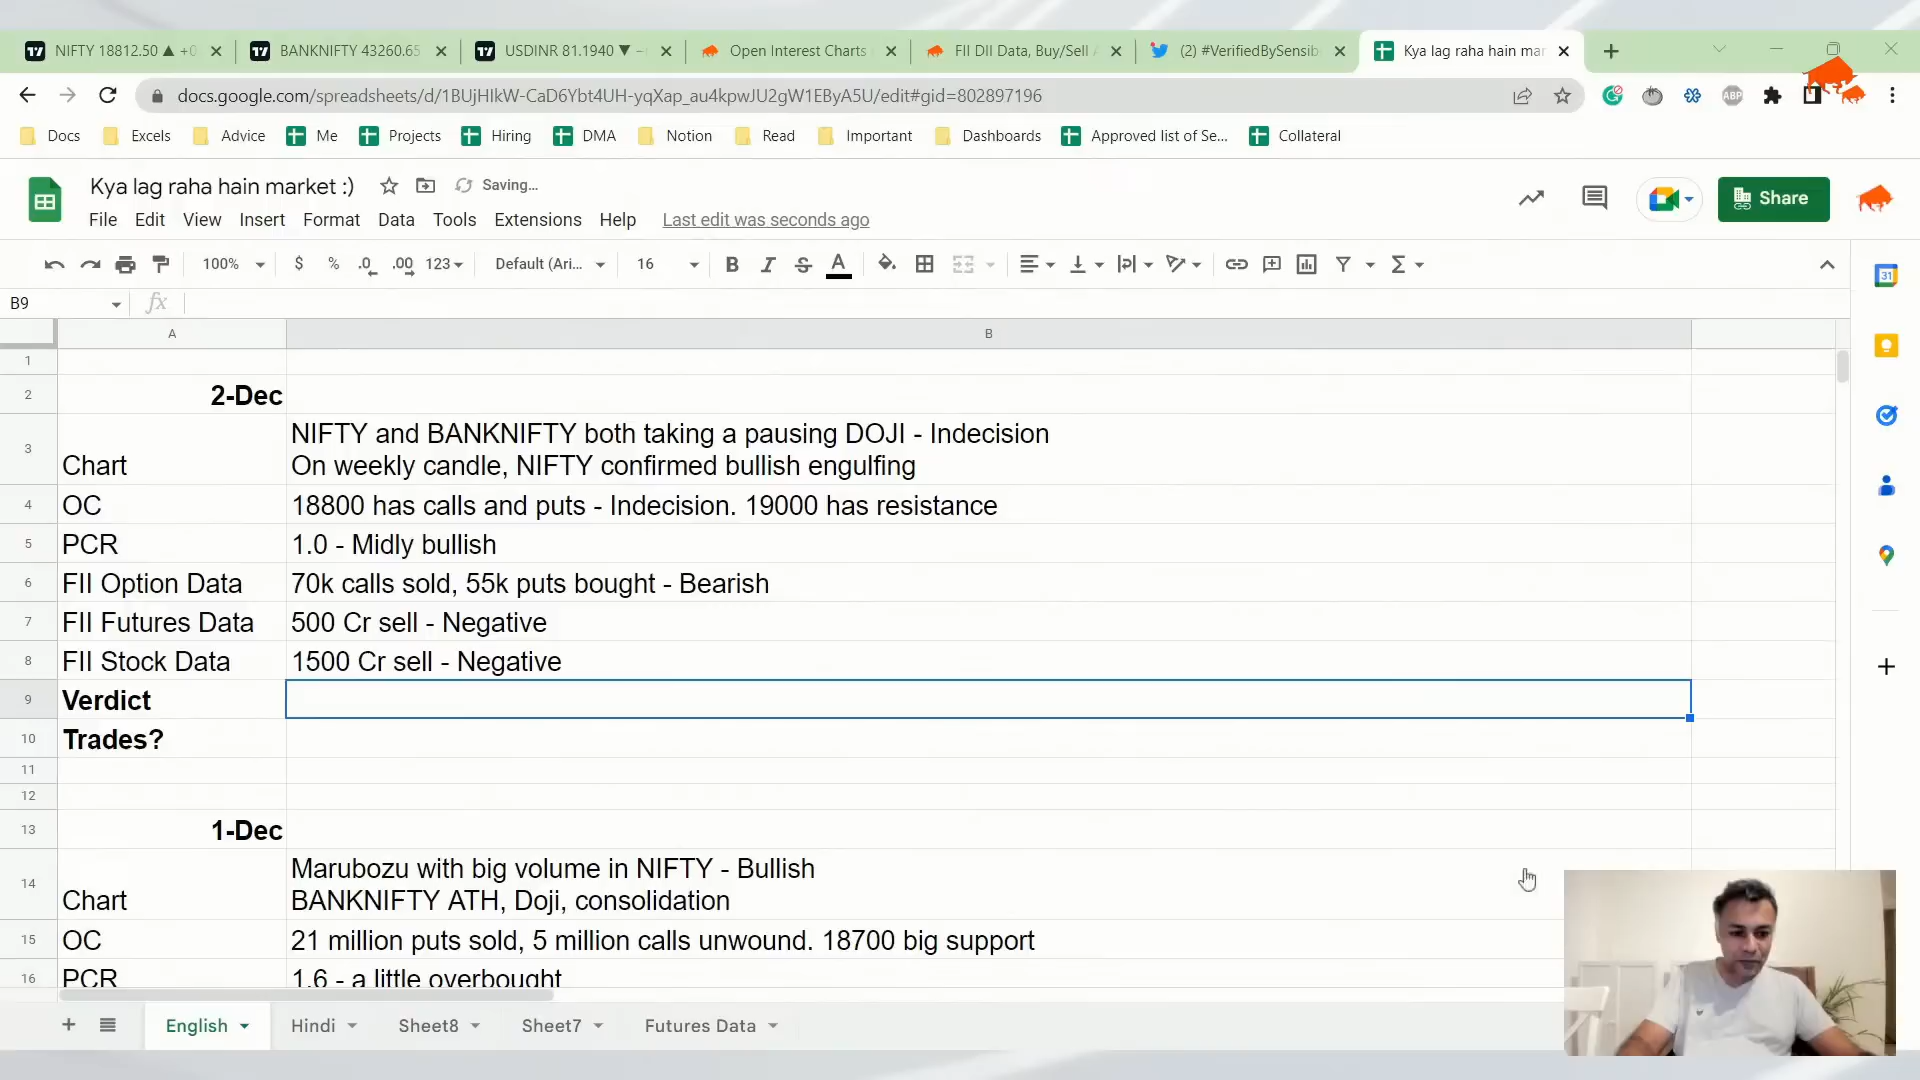 NIFTY 18812.50 ▲ +0
BANKNIFTY 43260.65
USDINR 81.1940 ▼ −
Open Interest Charts
FII DII Data, Buy/Sell
(2) #VerifiedBySensib
Kya lag raha hain mar
docs.google.com/spreadsheets/d/1BUjHIkW-CaD6Ybt4UH-yqXap_au4kpwJU2gW1EByA5U/edit#gid=802897196
ABP
Docs
Excels
Advice
Me
Projects
Hiring
DMA
Notion
Read
Important
Dashboards
Approved list of Se...
Collateral
Kya lag raha hain market :)
Saving...
File Edit View Insert Format Data Tools Extensions Help Last edit was seconds ago
Share
100% $ % .0 .00 123 Default (Ari... 16 B I S A Σ
31
B9 fx
A B
1
2 2-Dec
3 Chart NIFTY and BANKNIFTY both taking a pausing DOJI - Indecision
On weekly candle, NIFTY confirmed bullish engulfing
4 OC 18800 has calls and puts - Indecision. 19000 has resistance
5 PCR 1.0 - Midly bullish
6 FII Option Data 70k calls sold, 55k puts bought - Bearish
7 FII Futures Data 500 Cr sell - Negative
8 FII Stock Data 1500 Cr sell - Negative
9 Verdict
10 Trades?
11
12
13 1-Dec
14 Chart Marubozu with big volume in NIFTY - Bullish
BANKNIFTY ATH, Doji, consolidation
15 OC 21 million puts sold, 5 million calls unwound. 18700 big support
16 PCR 1.6 - a little overbought
English Hindi Sheet8 Sheet7 Futures Data